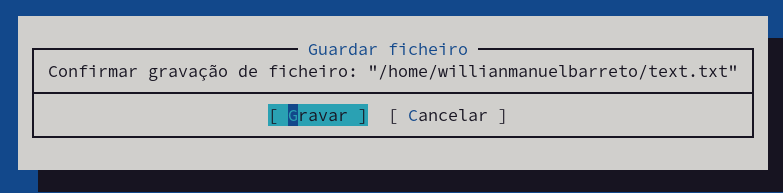 Guardar ficheiro
Confirmar gravação de ficheiro: "/home/willianmanuelbarreto/text.txt"
[ Gravar ] [ Cancelar ]